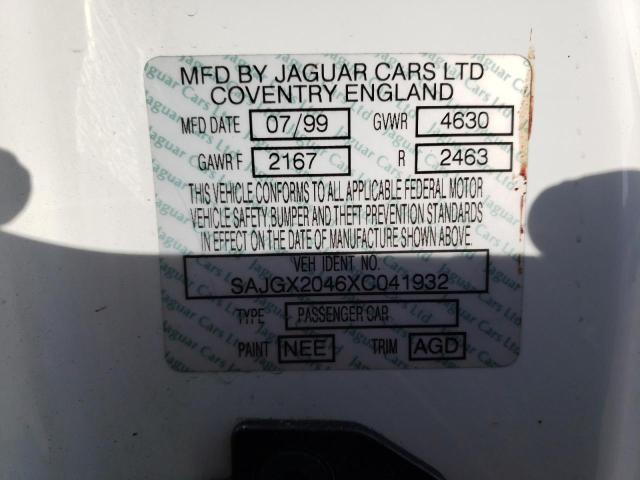 MFD BY JAGUAR CARS LTD
COVENTRY ENGLAND
MFD DATE 07/99 GVWR 4630
GAWR F 2167 R 2463
THIS VEHICLE CONFORMS TO ALL APPLICABLE FEDERAL MOTOR
VEHICLE SAFETY, BUMPER AND THEFT PREVENTION STANDARDS
IN EFFECT ON THE DATE OF MANUFACTURE SHOWN ABOVE.
VEH IDENT NO.
SAJGX2046XC041932
TYPE PASSENGER CAR
PAINT NEE TRIM AGD